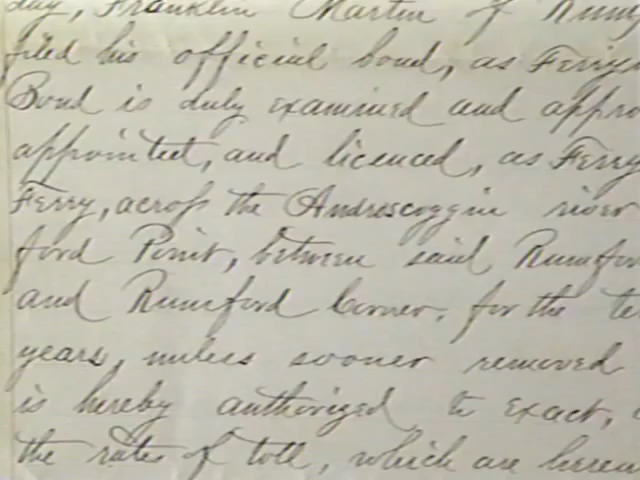 day, Franklin Martin of Rum
filed his official bond, as Ferry
Bond is duly examined and appro
appointed, and licenced, as Ferry
Ferry, across the Androscoggin river
ford Point, between said Rumfor
and Rumford Corner, for the te
years, unless sooner removed
is hereby authorized to exact,
the rates of toll, which are herein